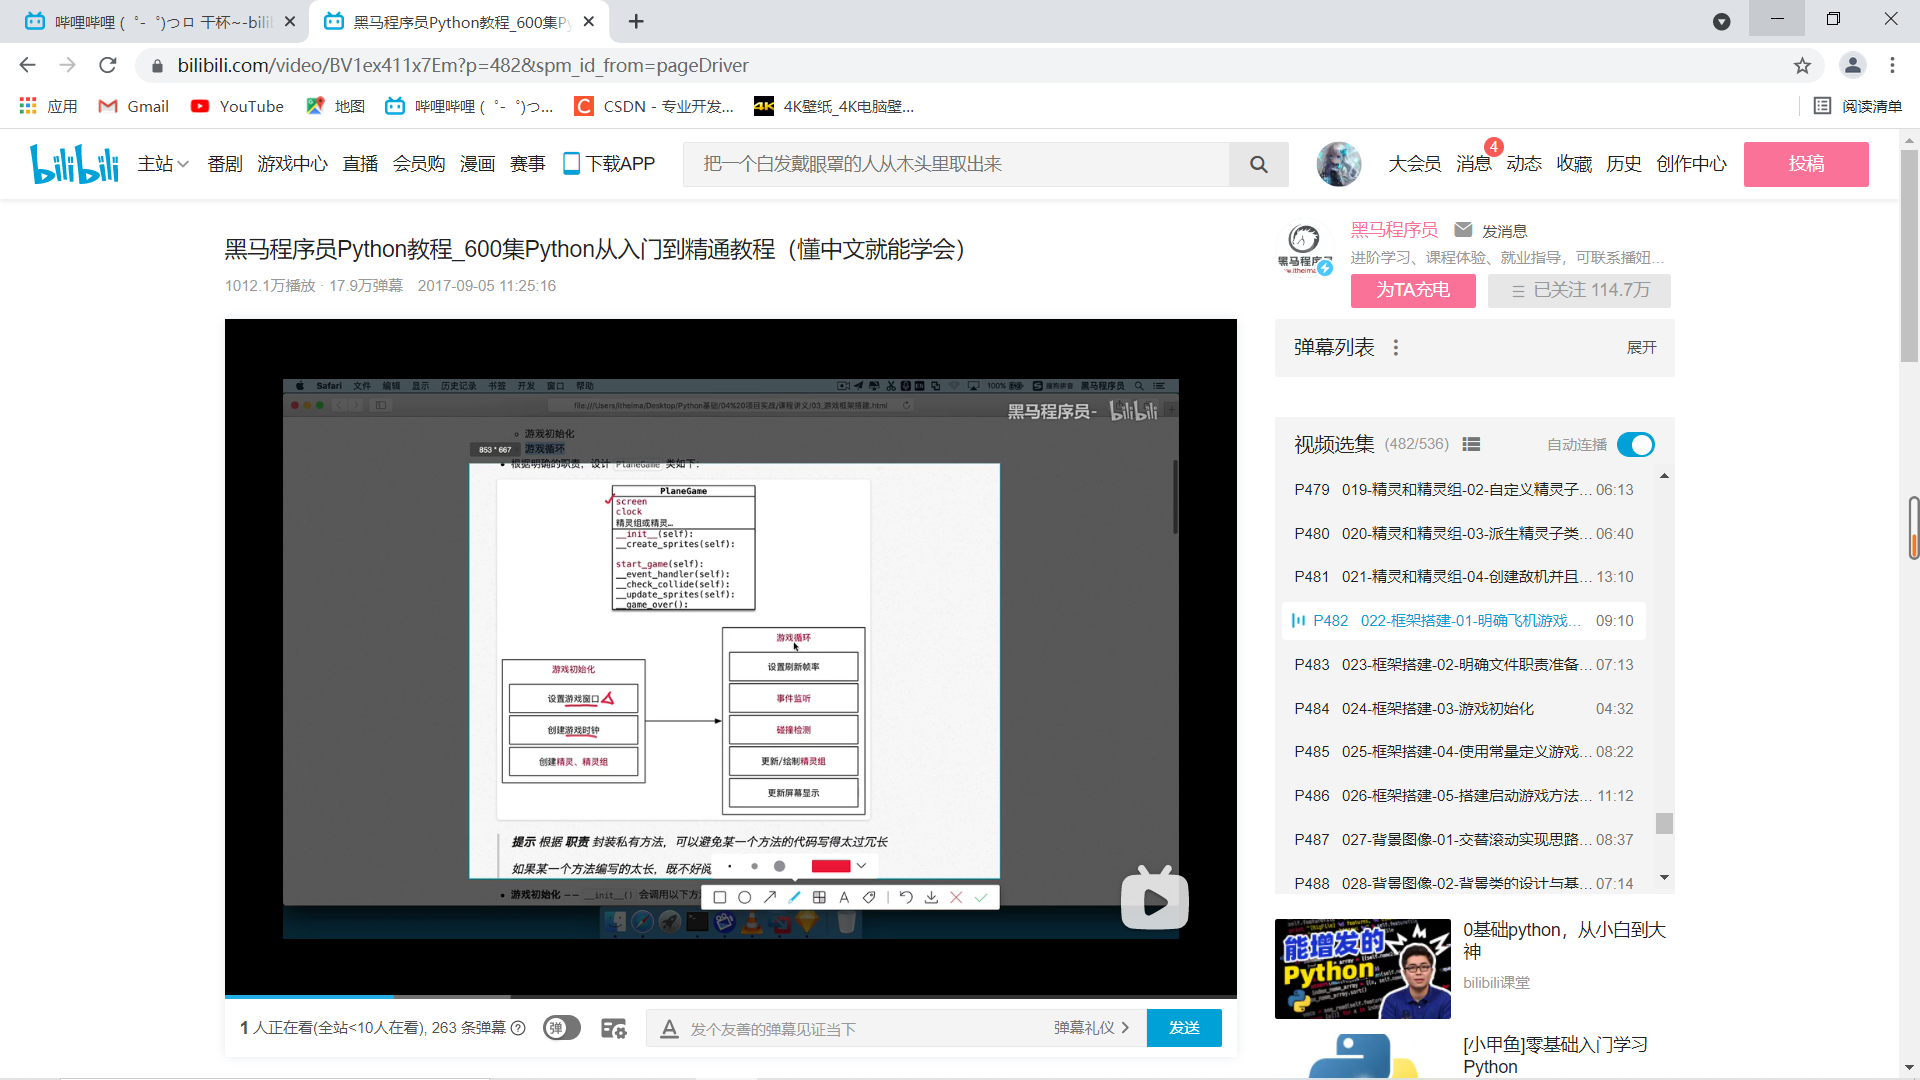 哔哩哔哩 (゜-゜)つロ 干杯~-bili
黑马程序员Python教程_600集Py
bilibili.com/video/BV1ex411x7Em?p=482&spm_id_from=pageDriver
应用
Gmail
YouTube
地图
哔哩哔哩 (゜-゜)つ...
CSDN - 专业开发...
4K壁纸_4K电脑壁...
阅读清单
bilibili
主站
番剧
游戏中心
直播
会员购
漫画
赛事
下载APP
把一个白发戴眼罩的人从木头里取出来
大会员
消息
4
动态
收藏
历史
创作中心
投稿
黑马程序员Python教程_600集Python从入门到精通教程（懂中文就能学会）
1012.1万播放 · 17.9万弹幕 2017-09-05 11:25:16
黑马程序员
发消息
进阶学习、课程体验、就业指导，可联系播妞...
为TA充电
已关注 114.7万
Safari 文件 编辑 显示 历史记录 书签 开发 窗口 帮助
100%
搜狗拼音 黑马程序员
file:///Users/itheima/Desktop/Python基础/04%20项目实战/课程讲义/03_游戏框架搭建.html
黑马程序员- bilibili
游戏初始化
853 * 667
游戏循环
根据明确的职责，设计 PlaneGame 类如下：
PlaneGame
screen
clock
精灵组或精灵...
__init__(self):
__create_sprites(self):
start_game(self):
__event_handler(self):
__check_collide(self):
__update_sprites(self):
__game_over():
游戏初始化
设置游戏窗口
创建游戏时钟
创建精灵、精灵组
游戏循环
设置刷新帧率
事件监听
碰撞检测
更新/绘制精灵组
更新屏幕显示
提示 根据 职责 封装私有方法，可以避免某一个方法的代码写得太过冗长
如果某一个方法编写的太长，既不好阅
游戏初始化 —— __init__() 会调用以下方
1 人正在看(全站<10人在看), 263 条弹幕
弹
发个友善的弹幕见证当下
弹幕礼仪
发送
弹幕列表
展开
视频选集 (482/536)
自动连播
P479 019-精灵和精灵组-02-自定义精灵子... 06:13
P480 020-精灵和精灵组-03-派生精灵子类... 06:40
P481 021-精灵和精灵组-04-创建敌机并且... 13:10
P482 022-框架搭建-01-明确飞机游戏... 09:10
P483 023-框架搭建-02-明确文件职责准备... 07:13
P484 024-框架搭建-03-游戏初始化 04:32
P485 025-框架搭建-04-使用常量定义游戏... 08:22
P486 026-框架搭建-05-搭建启动游戏方法... 11:12
P487 027-背景图像-01-交替滚动实现思路... 08:37
P488 028-背景图像-02-背景类的设计与基... 07:14
能增发的
Python
0基础python，从小白到大
神
bilibili课堂
[小甲鱼]零基础入门学习
Python